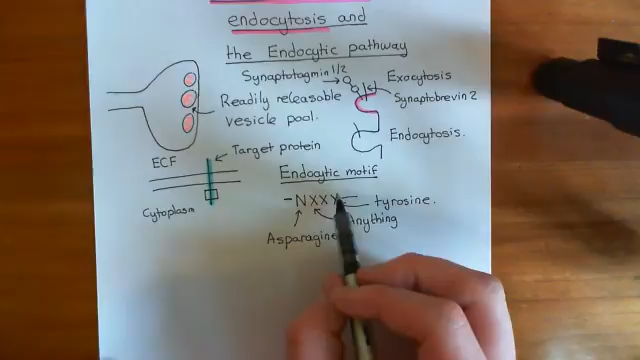 endocytosis and
the Endocytic pathway
Synaptotagmin 1/2
Exocytosis
Synaptobrevin 2
Readily releasable
vesicle pool.
Endocytosis.
Target protein
ECF
Endocytic motif
-NXXY-
tyrosine.
Cytoplasm
Anything
Asparagine